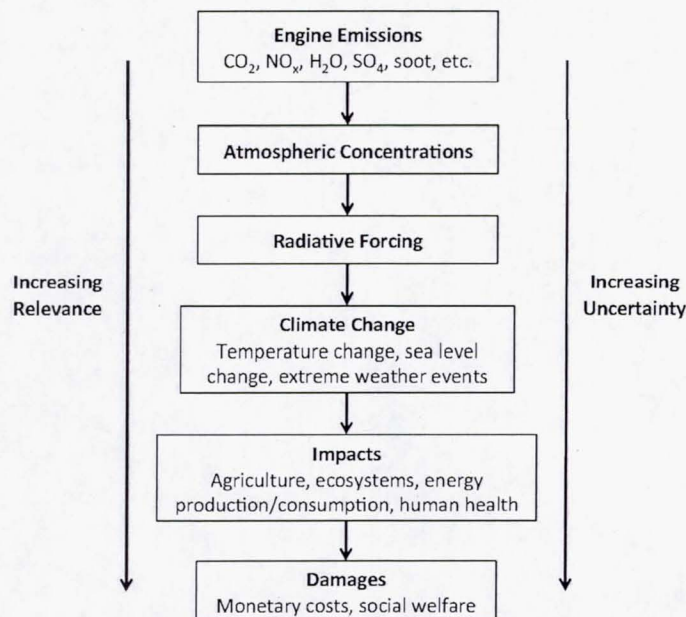 Engine Emissions
CO₂, NOₓ, H₂O, SO₄, soot, etc.
Atmospheric Concentrations
Radiative Forcing
Increasing
Relevance
Increasing
Uncertainty
Climate Change
Temperature change, sea level
change, extreme weather events
Impacts
Agriculture, ecosystems, energy
production/consumption, human health
Damages
Monetary costs, social welfare